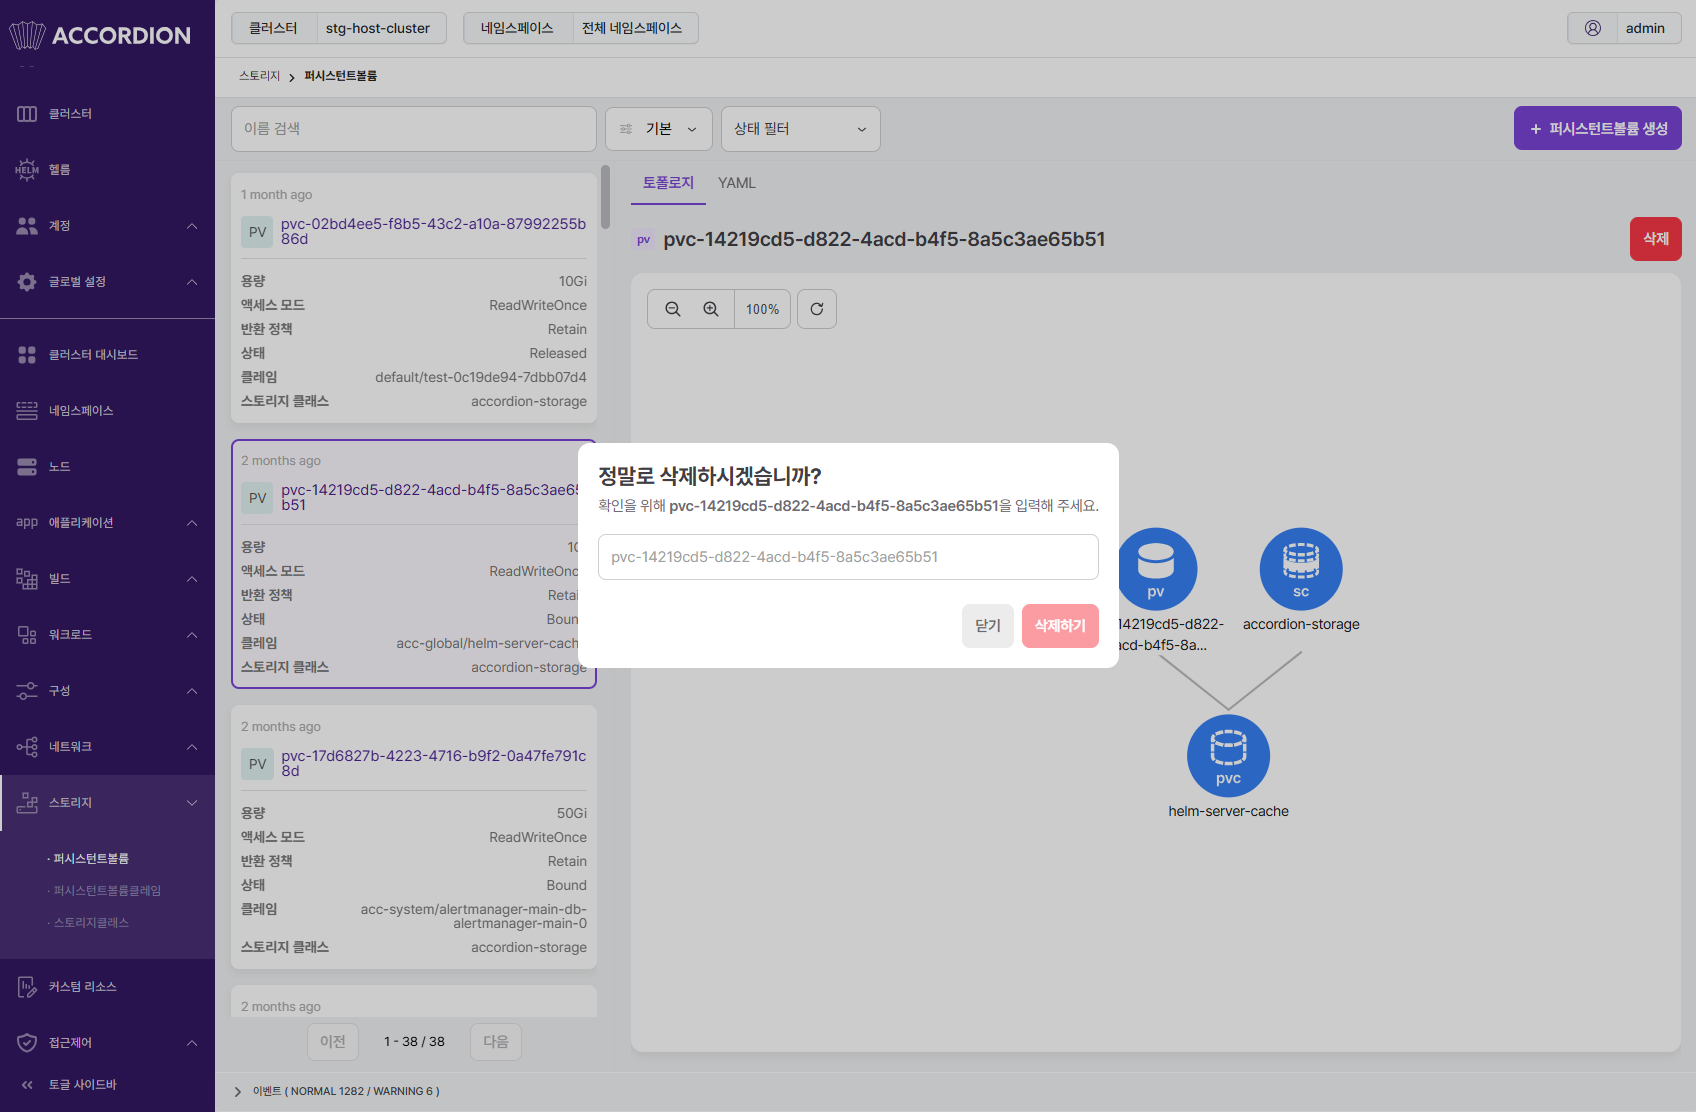 ACCORDION
클러스터
HELM
헬름
계정
글로벌 설정
클러스터 대시보드
네임스페이스
노드
app 애플리케이션
빌드
워크로드
구성
네트워크
스토리지
· 퍼시스턴트볼륨
· 퍼시스턴트볼륨클레임
· 스토리지클래스
커스텀 리소스
접근제어
토글 사이드바
클러스터 stg-host-cluster
네임스페이스 전체 네임스페이스
admin
스토리지 > 퍼시스턴트볼륨
이름 검색
기본
상태 필터
+ 퍼시스턴트볼륨 생성
1 month ago
PV
pvc-02bd4ee5-f8b5-43c2-a10a-87992255b
86d
용량 10Gi
액세스 모드 ReadWriteOnce
반환 정책 Retain
상태 Released
클레임 default/test-0c19de94-7dbb07d4
스토리지 클래스 accordion-storage
2 months ago
PV
pvc-14219cd5-d822-4acd-b4f5-8a5c3ae65
b51
용량 10
액세스 모드 ReadWriteOnc
반환 정책 Retai
상태 Boun
클레임 acc-global/helm-server-cach
스토리지 클래스 accordion-storage
2 months ago
PV
pvc-17d6827b-4223-4716-b9f2-0a47fe791c
8d
용량 50Gi
액세스 모드 ReadWriteOnce
반환 정책 Retain
상태 Bound
클레임 acc-system/alertmanager-main-db-
alertmanager-main-0
스토리지 클래스 accordion-storage
2 months ago
이전 1 - 38 / 38 다음
토폴로지 YAML
pv pvc-14219cd5-d822-4acd-b4f5-8a5c3ae65b51
삭제
100%
정말로 삭제하시겠습니까?
확인을 위해 pvc-14219cd5-d822-4acd-b4f5-8a5c3ae65b51을 입력해 주세요.
pvc-14219cd5-d822-4acd-b4f5-8a5c3ae65b51
닫기 삭제하기
pv
14219cd5-d822-
acd-b4f5-8a...
sc
accordion-storage
pvc
helm-server-cache
이벤트 ( NORMAL 1282 / WARNING 6 )